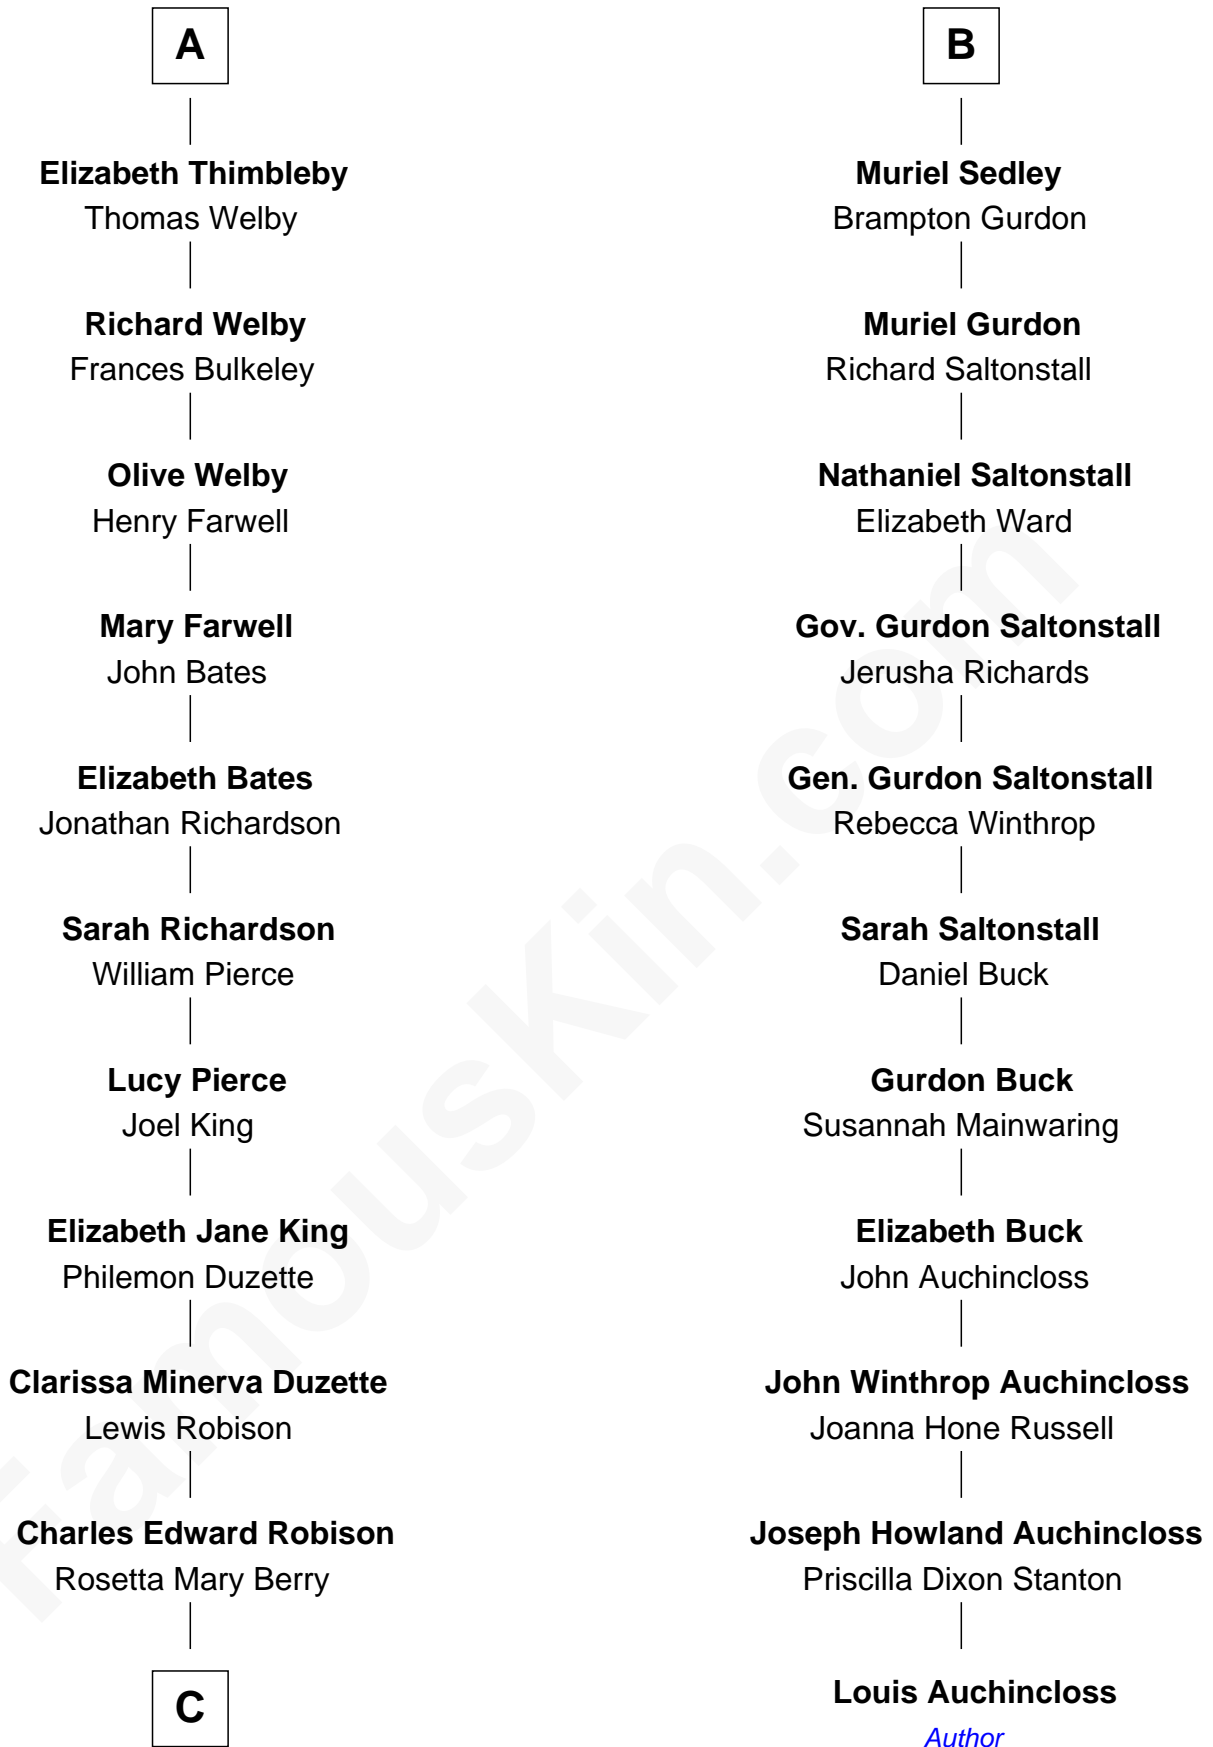 A
Elizabeth Thimbleby
Thomas Welby
Richard Welby
Frances Bulkeley
Olive Welby
Henry Farwell
Mary Farwell
John Bates
Elizabeth Bates
Jonathan Richardson
Sarah Richardson
William Pierce
Lucy Pierce
Joel King
Elizabeth Jane King
Philemon Duzette
Clarissa Minerva Duzette
Lewis Robison
Charles Edward Robison
Rosetta Mary Berry
C
B
Muriel Sedley
Brampton Gurdon
Muriel Gurdon
Richard Saltonstall
Nathaniel Saltonstall
Elizabeth Ward
Gov. Gurdon Saltonstall
Jerusha Richards
Gen. Gurdon Saltonstall
Rebecca Winthrop
Sarah Saltonstall
Daniel Buck
Gurdon Buck
Susannah Mainwaring
Elizabeth Buck
John Auchincloss
John Winthrop Auchincloss
Joanna Hone Russell
Joseph Howland Auchincloss
Priscilla Dixon Stanton
Louis Auchincloss
Author
FamousKin.com